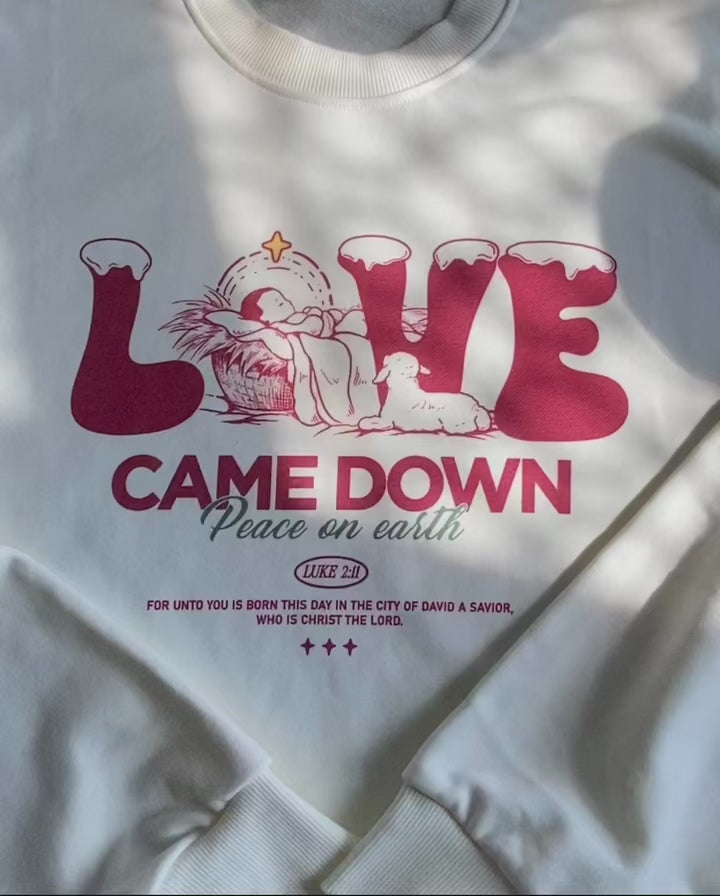 LOVE
CAME DOWN
Peace on earth
LUKE 2:11
FOR UNTO YOU IS BORN THIS DAY IN THE CITY OF DAVID A SAVIOR,
WHO IS CHRIST THE LORD.